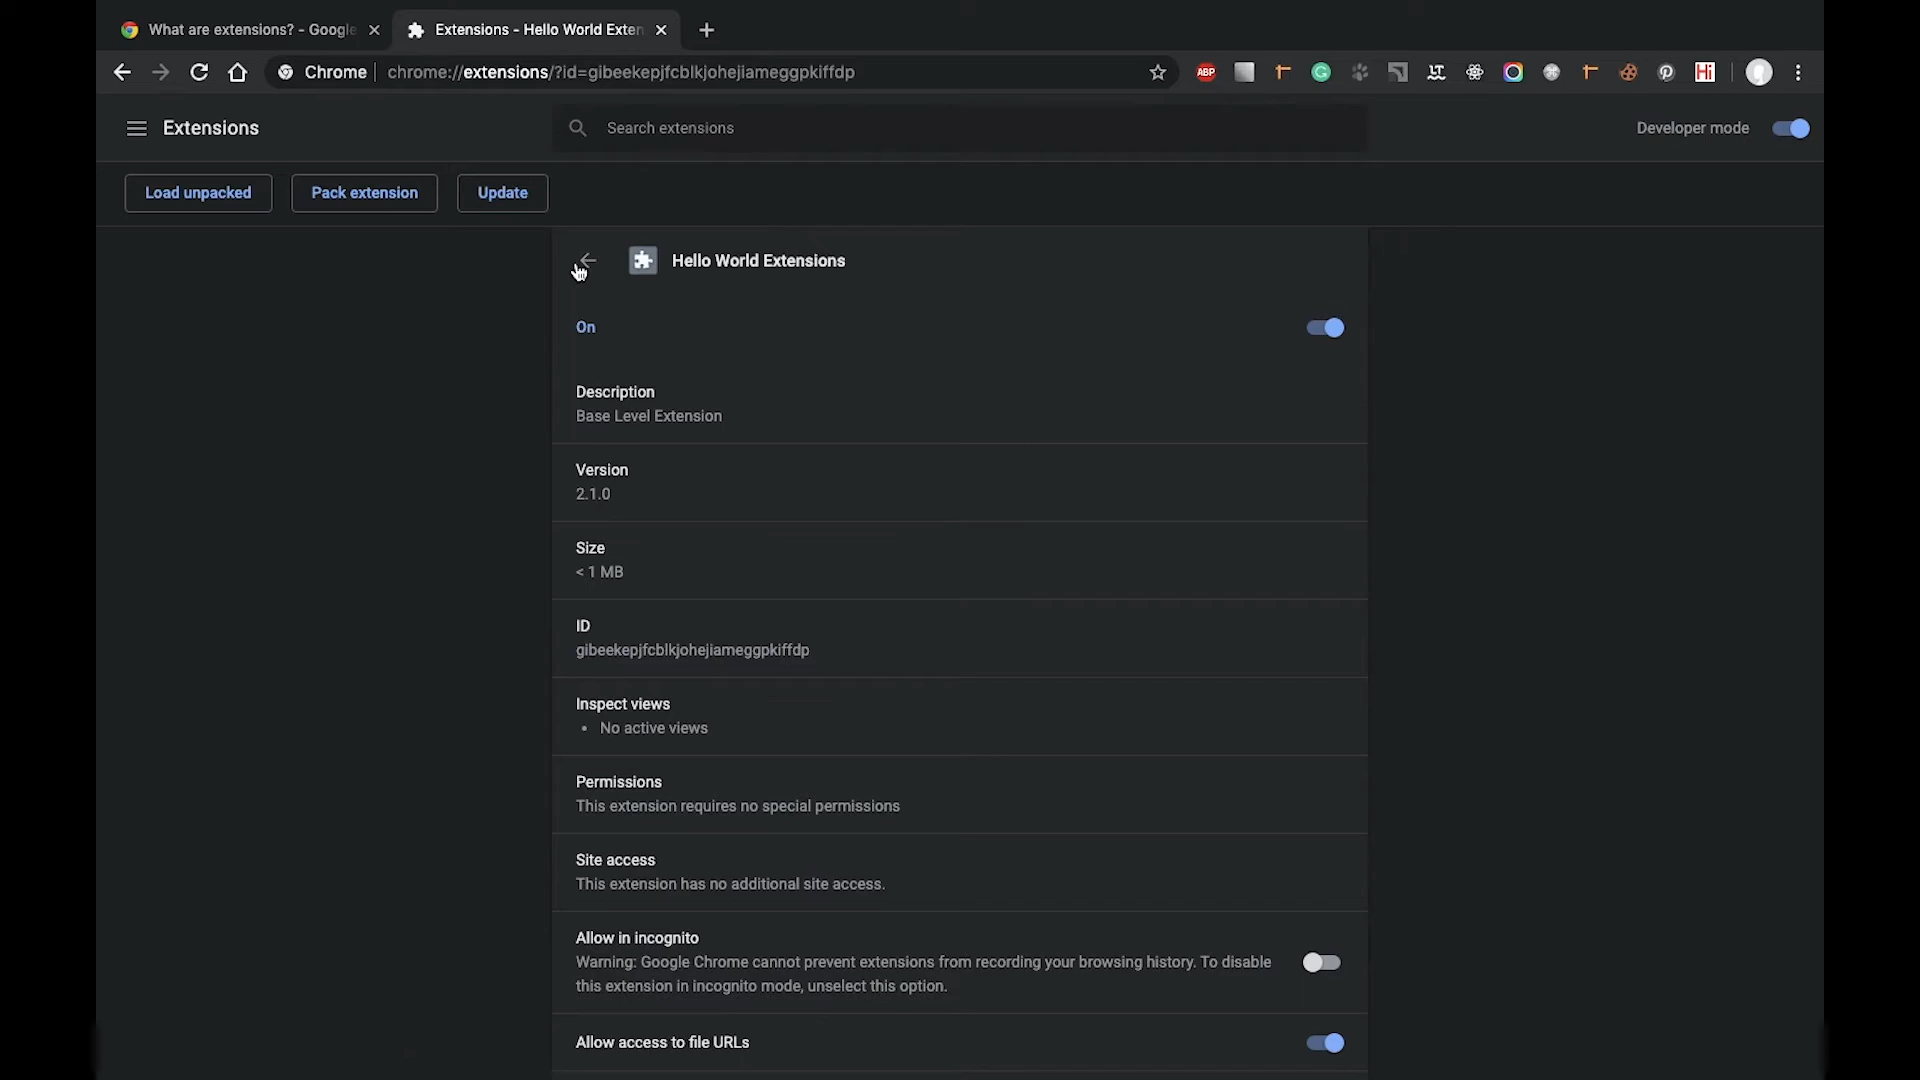 What are extensions? - Google
Extensions - Hello World Exten
Chrome
chrome://extensions/?id=gibeekepjfcblkjohejiameggpkiffdp
ABP
Hi
Extensions
Search extensions
Developer mode
Load unpacked
Pack extension
Update
Hello World Extensions
On
Description
Base Level Extension
Version
2.1.0
Size
< 1 MB
ID
gibeekepjfcblkjohejiameggpkiffdp
Inspect views
• No active views
Permissions
This extension requires no special permissions
Site access
This extension has no additional site access.
Allow in incognito
Warning: Google Chrome cannot prevent extensions from recording your browsing history. To disable
this extension in incognito mode, unselect this option.
Allow access to file URLs